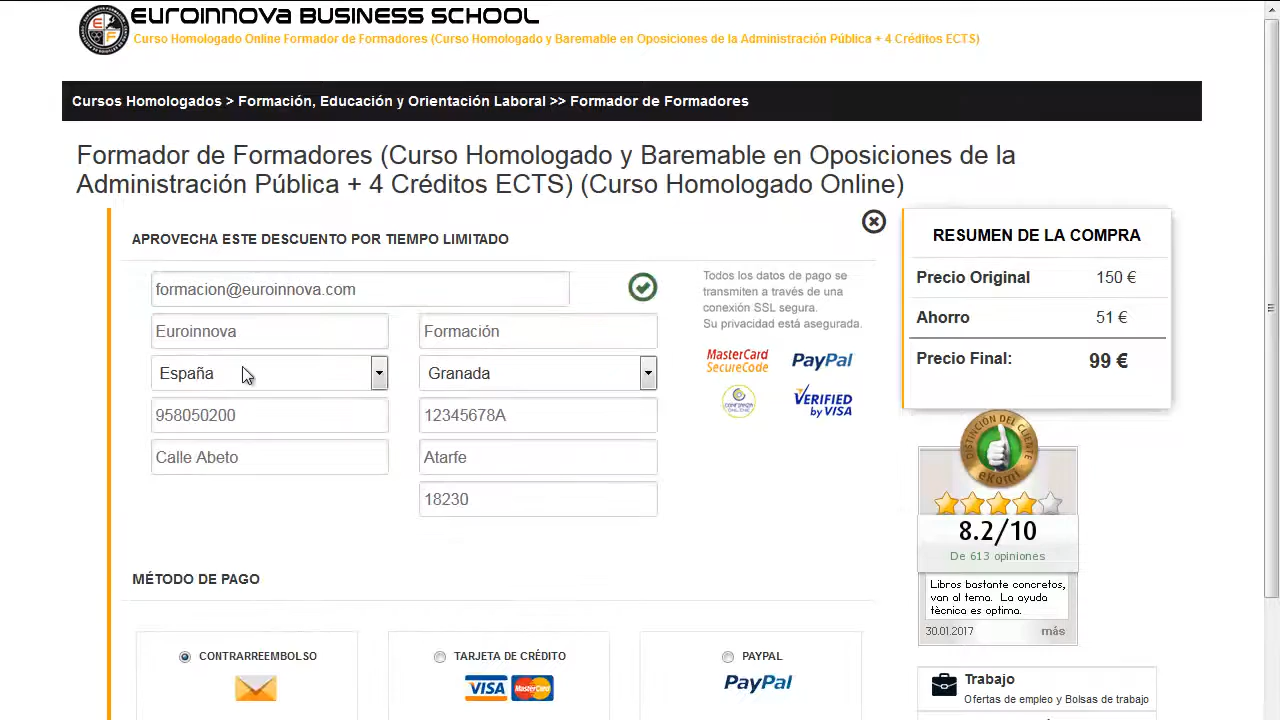 EUROINNOVA BUSINESS SCHOOL
Curso Homologado Online Formador de Formadores (Curso Homologado y Baremable en Oposiciones de la Administración Pública + 4 Créditos ECTS)
Cursos Homologados > Formación, Educación y Orientación Laboral >> Formador de Formadores
Formador de Formadores (Curso Homologado y Baremable en Oposiciones de la
Administración Pública + 4 Créditos ECTS) (Curso Homologado Online)
APROVECHA ESTE DESCUENTO POR TIEMPO LIMITADO
formacion@euroinnova.com
Euroinnova
Formación
España
Granada
958050200
12345678A
Calle Abeto
Atarfe
18230
Todos los datos de pago se
transmiten a través de una
conexión SSL segura.
Su privacidad está asegurada.
MasterCard
SecureCode
PayPal
CONFIANZA
ONLINE
VERIFIED
by VISA
RESUMEN DE LA COMPRA
Precio Original 150 €
Ahorro 51 €
Precio Final: 99 €
DISTINCIÓN DEL CLIENTE
eKomi
8.2/10
De 613 opiniones
Libros bastante concretos,
van al tema. La ayuda
tècnica es optima.
30.01.2017 más
Trabajo
Ofertas de empleo y Bolsas de trabajo
MÉTODO DE PAGO
CONTRARREEMBOLSO
TARJETA DE CRÉDITO
VISA MasterCard
PAYPAL
PayPal